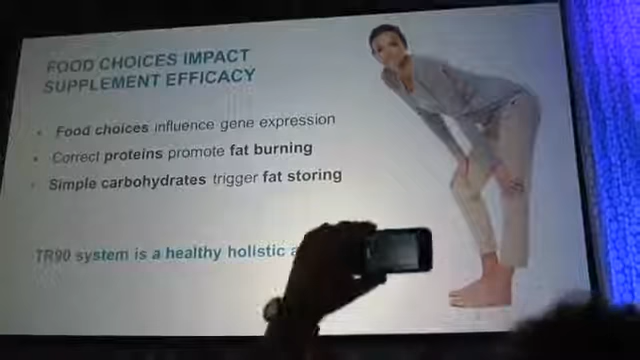 FOOD CHOICES IMPACT
SUPPLEMENT EFFICACY
• Food choices influence gene expression
• Correct proteins promote fat burning
• Simple carbohydrates trigger fat storing
TR90 system is a healthy holistic